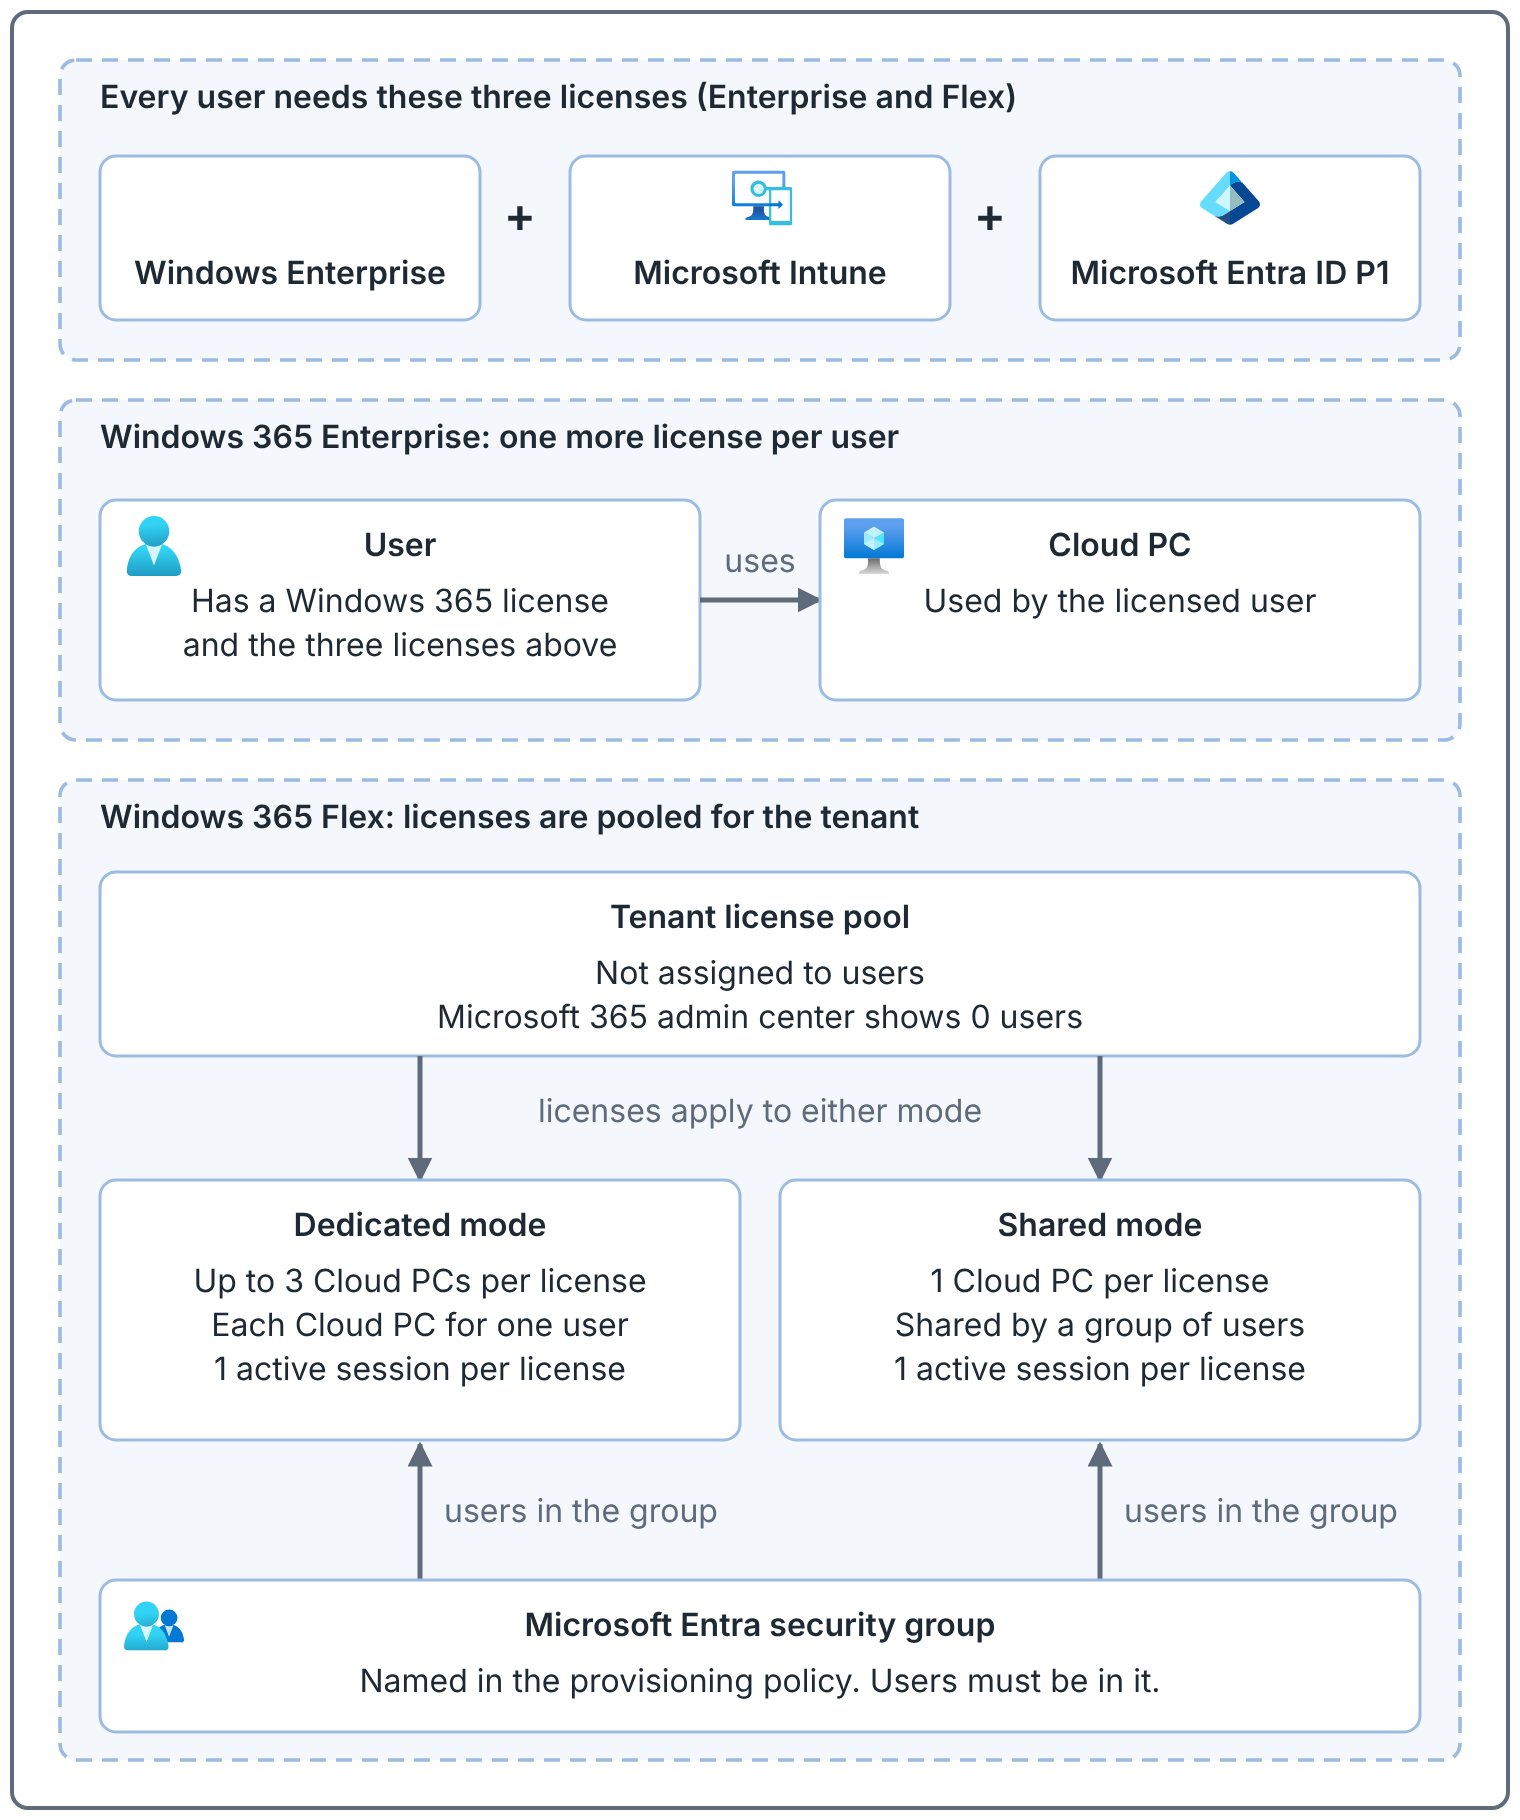 Every user needs these three licenses (Enterprise and Flex)
Windows Enterprise
+
Microsoft Intune
+
Microsoft Entra ID P1
Windows 365 Enterprise: one more license per user
User
Has a Windows 365 license
and the three licenses above
uses
Cloud PC
Used by the licensed user
Windows 365 Flex: licenses are pooled for the tenant
Tenant license pool
Not assigned to users
Microsoft 365 admin center shows 0 users
licenses apply to either mode
Dedicated mode
Up to 3 Cloud PCs per license
Each Cloud PC for one user
1 active session per license
Shared mode
1 Cloud PC per license
Shared by a group of users
1 active session per license
users in the group
users in the group
Microsoft Entra security group
Named in the provisioning policy. Users must be in it.